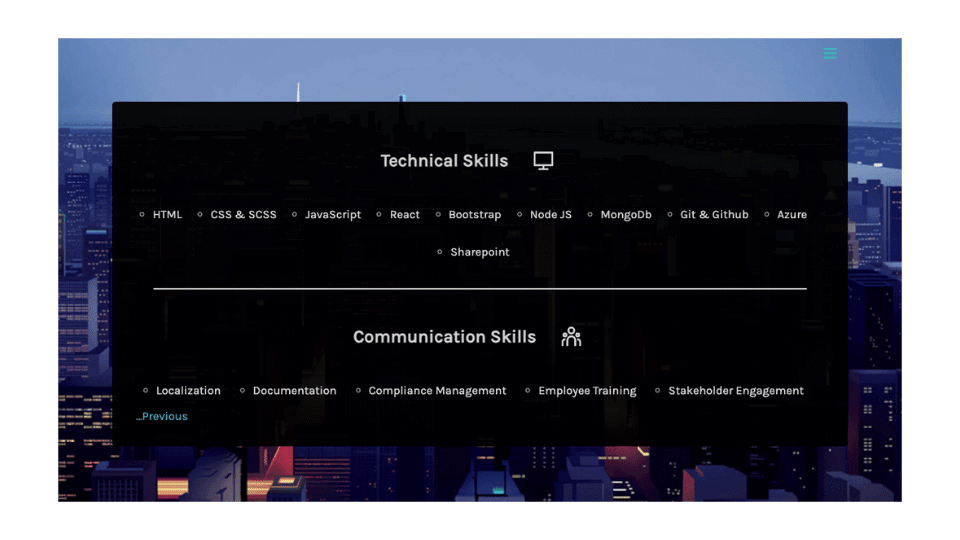 Technical Skills
HTML CSS & SCSS JavaScript React Bootstrap Node JS MongoDb Git & Github Azure
Sharepoint
Communication Skills
Localization Documentation Compliance Management Employee Training Stakeholder Engagement
...Previous